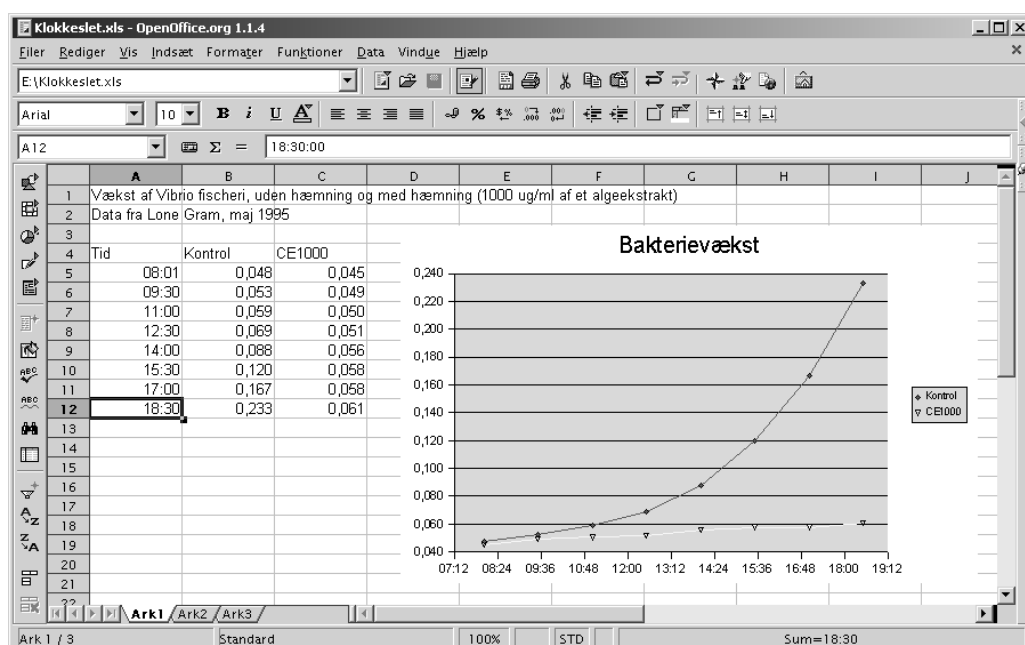 Klokkeslet.xls - OpenOffice.org 1.1.4
Filer Rediger Vis Indsæt Formater Funktioner Data Vindue Hjælp
E:\Klokkeslet.xls
Arial 10 B i U A
A12 Σ = 18:30:00
A B C D E F G H I J
1 Vækst af Vibrio fischeri, uden hæmning og med hæmning (1000 ug/ml af et algeekstrakt)
2 Data fra Lone Gram, maj 1995
3
4 Tid Kontrol CE1000
5 08:01 0,048 0,045
6 09:30 0,053 0,049
7 11:00 0,059 0,050
8 12:30 0,069 0,051
9 14:00 0,088 0,056
10 15:30 0,120 0,058
11 17:00 0,167 0,058
12 18:30 0,233 0,061
13
14
15
16
17
18
19
20
21
22
Bakterievækst
0,240
0,220
0,200
0,180
0,160
0,140
0,120
0,100
0,080
0,060
0,040
07:12 08:24 09:36 10:48 12:00 13:12 14:24 15:36 16:48 18:00 19:12
Kontrol
CE1000
ABC
ABC
A Z
Z A
Ark1 Ark2 Ark3
Ark 1 / 3 Standard 100% STD Sum=18:30